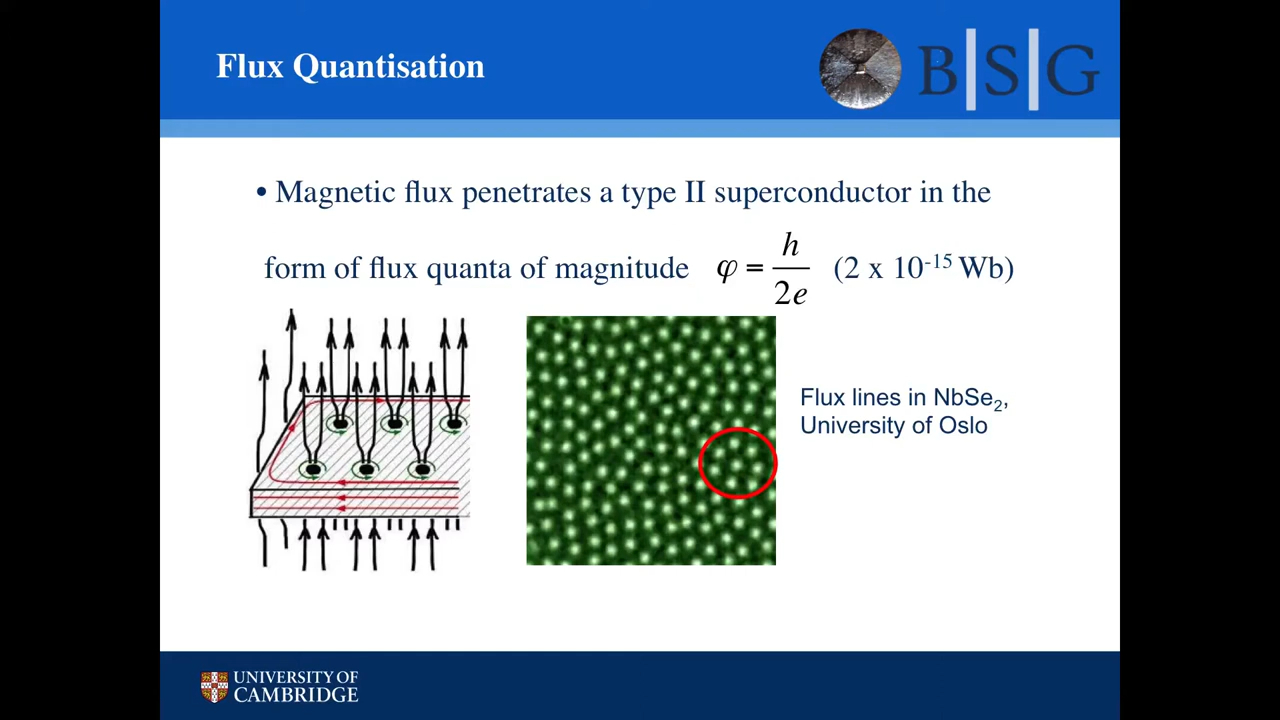 Flux Quantisation
B|S|G
• Magnetic flux penetrates a type II superconductor in the
form of flux quanta of magnitude φ = h/2e (2 x 10⁻¹⁵ Wb)
Flux lines in NbSe₂,
University of Oslo
UNIVERSITY OF
CAMBRIDGE